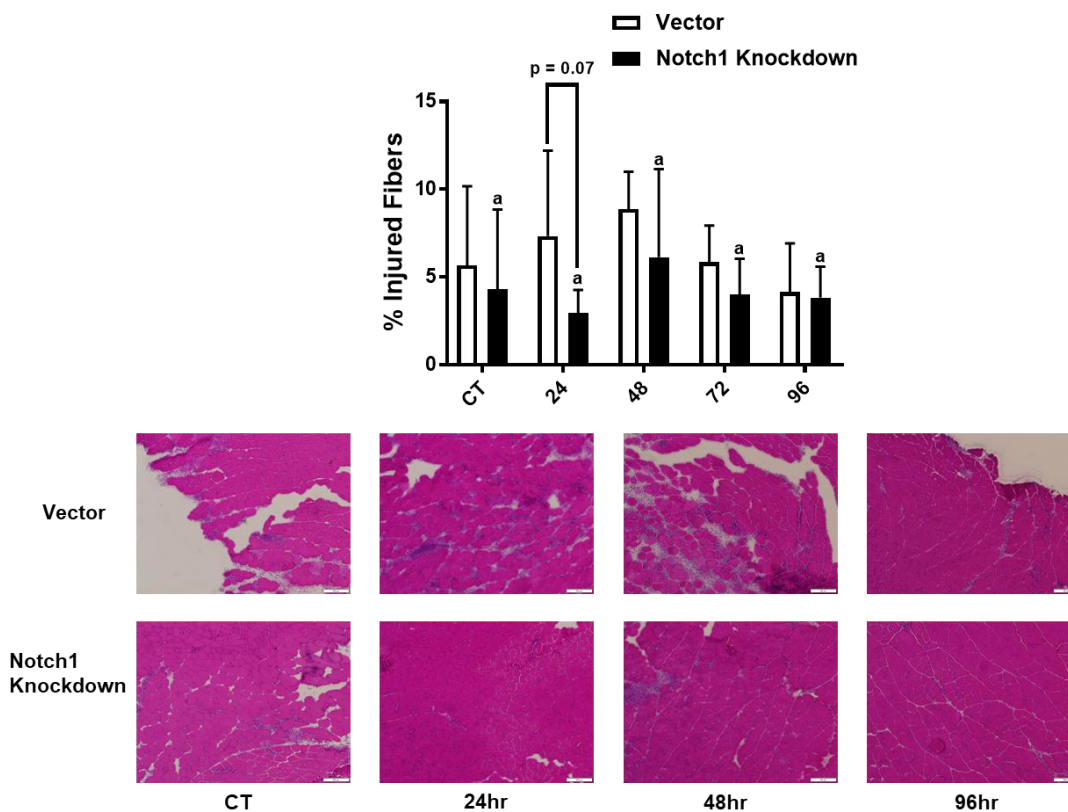 Vector
Notch1 Knockdown
p = 0.07
a
a
a
a
a
15
10
5
0
% Injured Fibers
CT
24
48
72
96
Vector
Notch1
Knockdown
CT
24hr
48hr
96hr